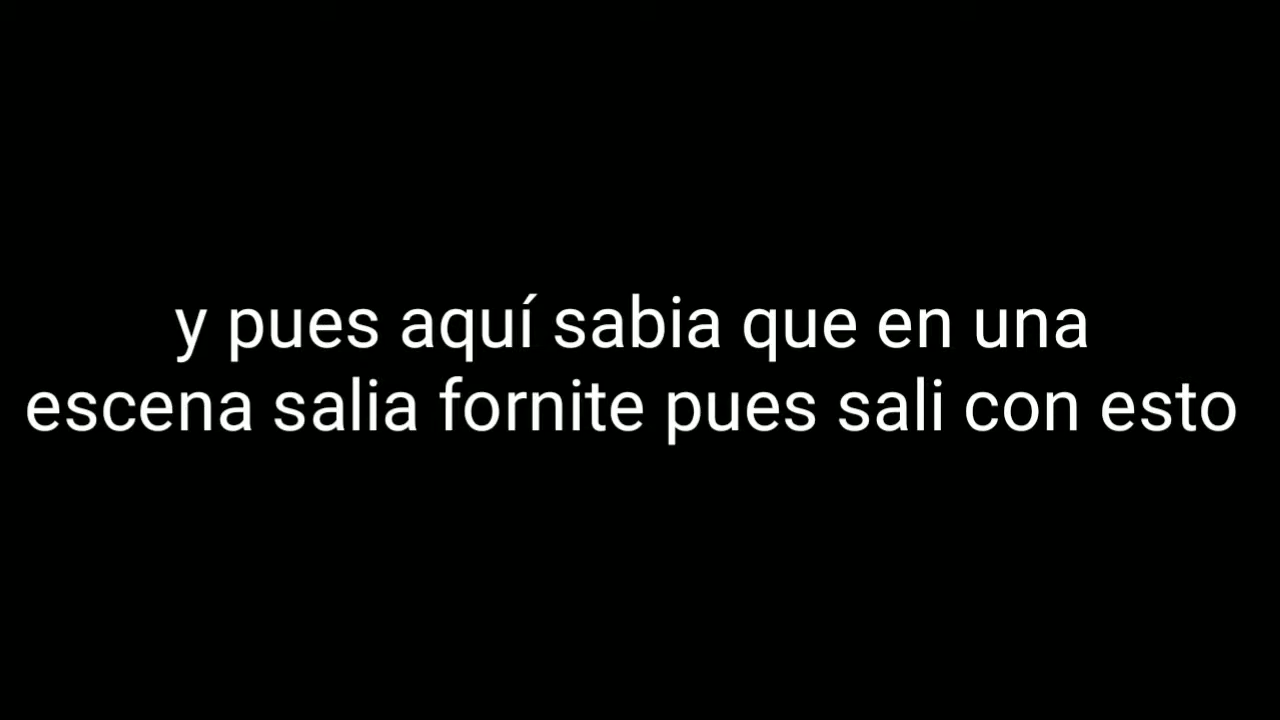 y pues aquí sabia que en una
escena salia fornite pues sali con esto